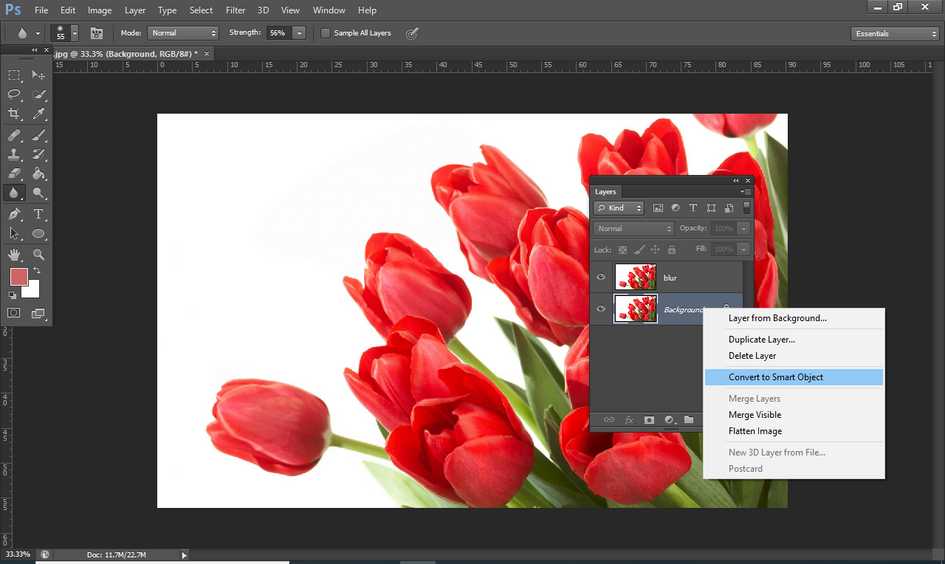 Ps File Edit Image Layer Type Select Filter 3D View Window Help
55 Mode: Normal Strength: 56% Sample All Layers Essentials
.jpg @ 33.3% (Background, RGB/8#) * ×
15 10 5 0 5 10 15 20 25 30 35 40 45 50 55 60 65 70 75 80 85 90 95 100 105
Layers
Kind
Normal Opacity: 100%
Lock: Fill: 100%
blur
Background
Layer from Background...
Duplicate Layer...
Delete Layer
Convert to Smart Object
Merge Layers
Merge Visible
Flatten Image
New 3D Layer from File...
Postcard
33.33% Doc: 11.7M/22.7M